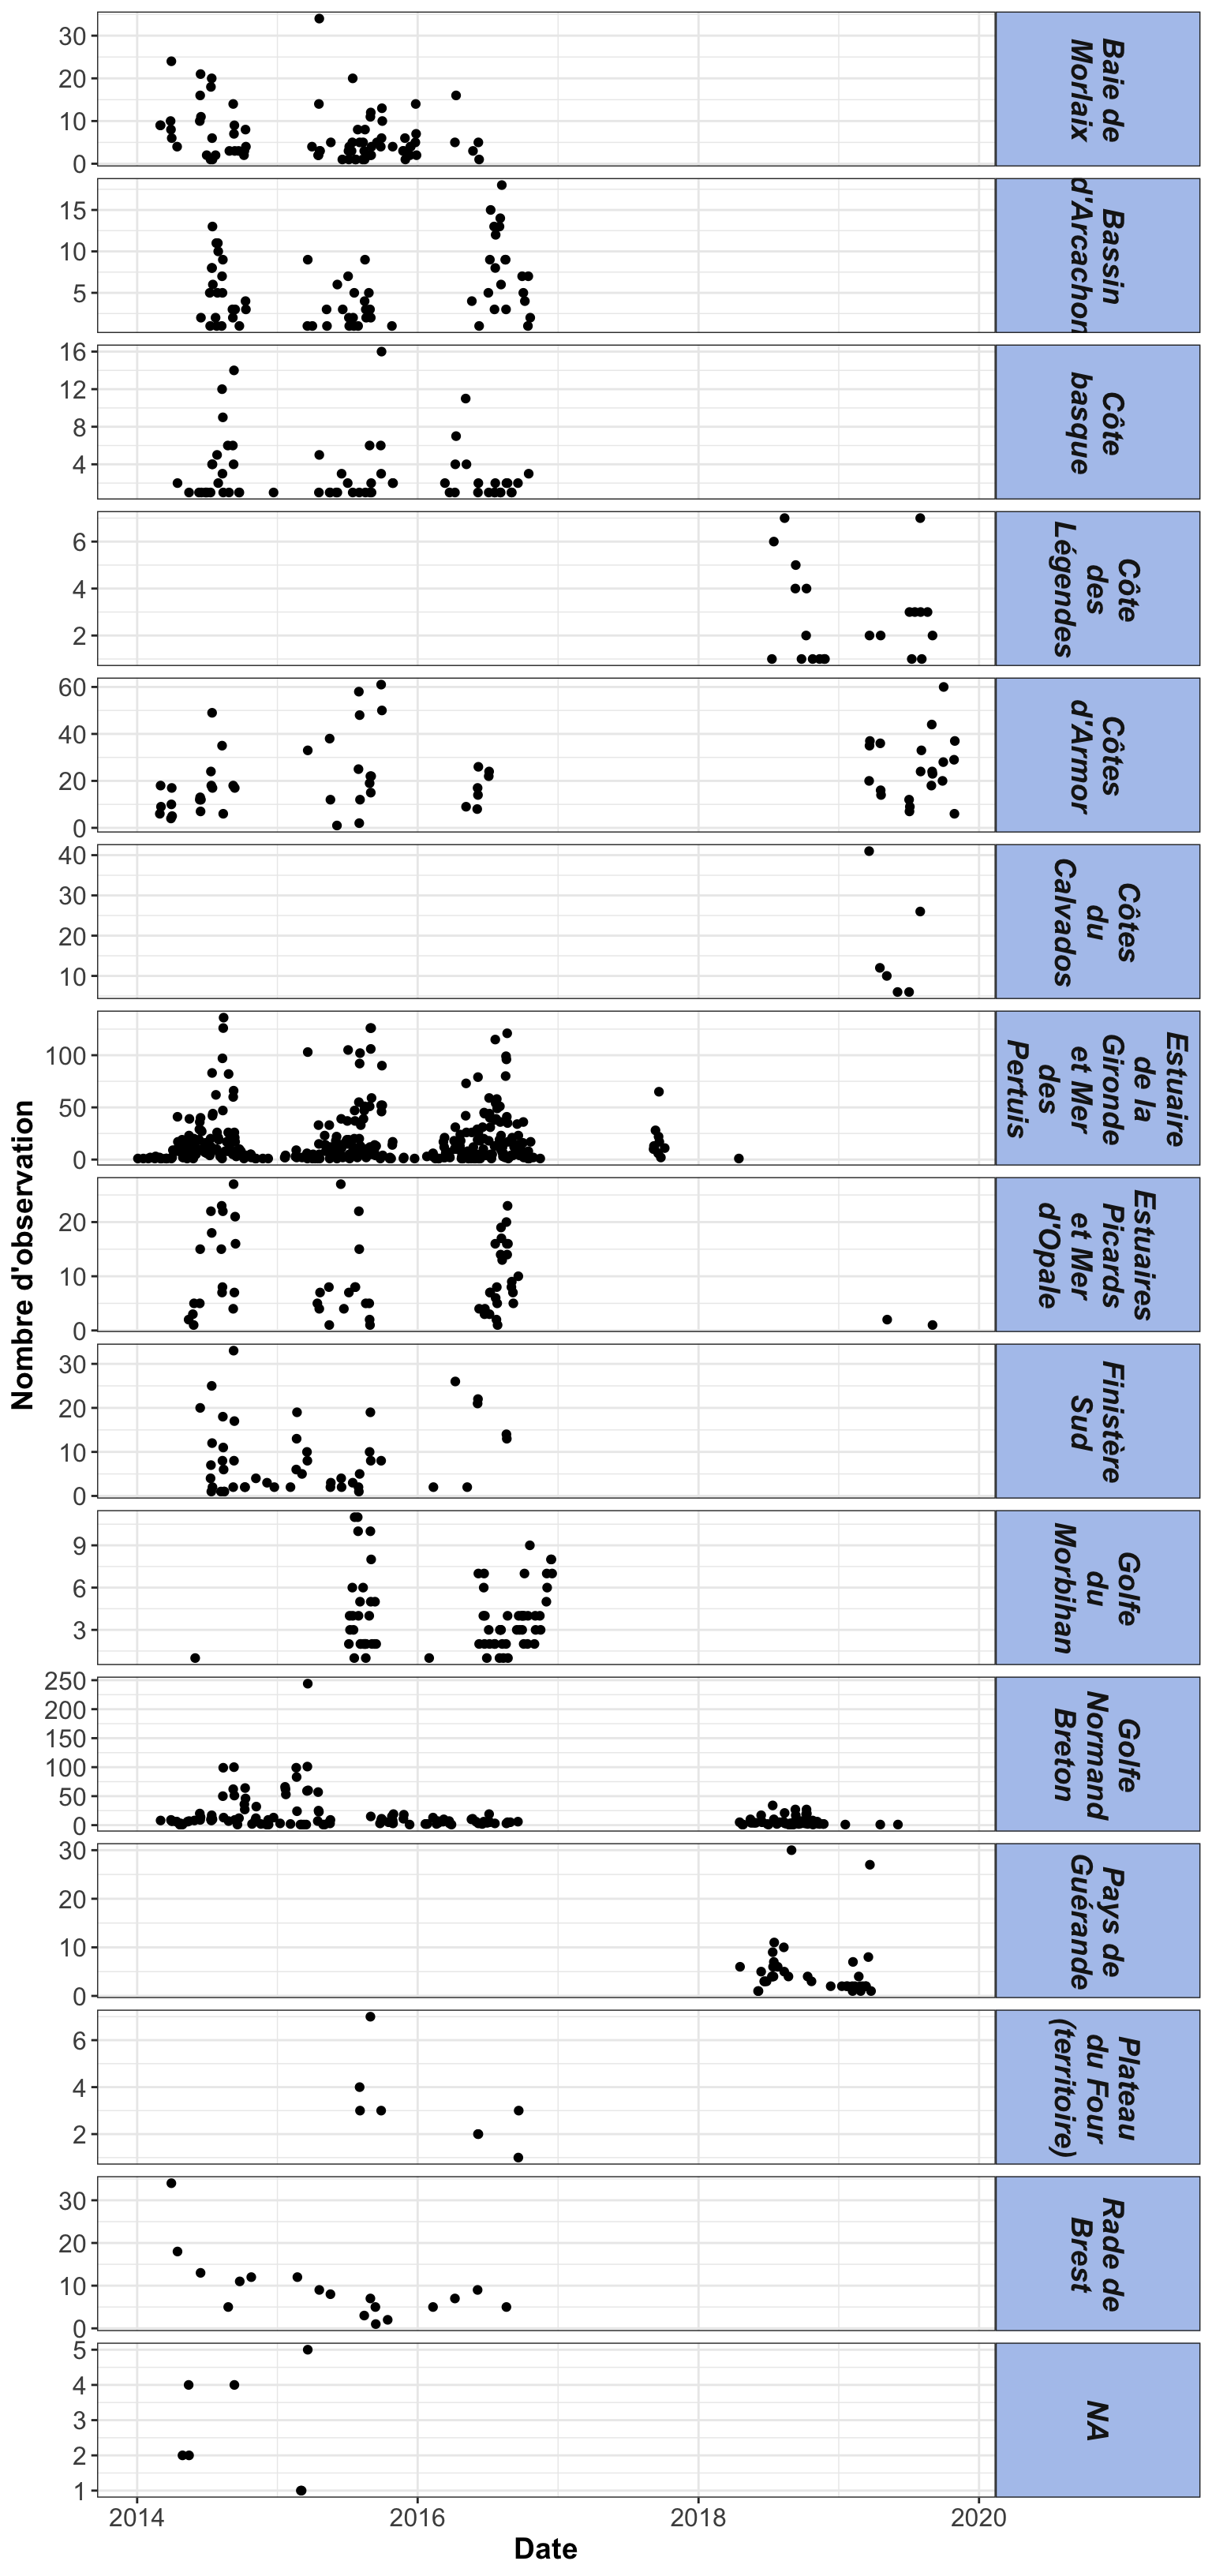 Nombre d'observation
30
20
10
0
Baie de
Morlaix
15
10
5
Bassin
d'Arcachon
16
12
8
4
Côte
basque
6
4
2
Côte
des
Légendes
60
40
20
0
Côtes
d'Armor
40
30
20
10
Côtes
du
Calvados
100
50
0
Estuaire
de la
Gironde
et Mer
des
Pertuis
20
10
0
Estuaires
Picards
et Mer
d'Opale
30
20
10
0
Finistère
Sud
9
6
3
Golfe
du
Morbihan
250
200
150
100
50
0
Golfe
Normand
Breton
30
20
10
0
Pays de
Guérande
6
4
2
Plateau
du Four
(territoire)
30
20
10
0
Rade de
Brest
5
4
3
2
1
NA
2014 2016 2018 2020
Date